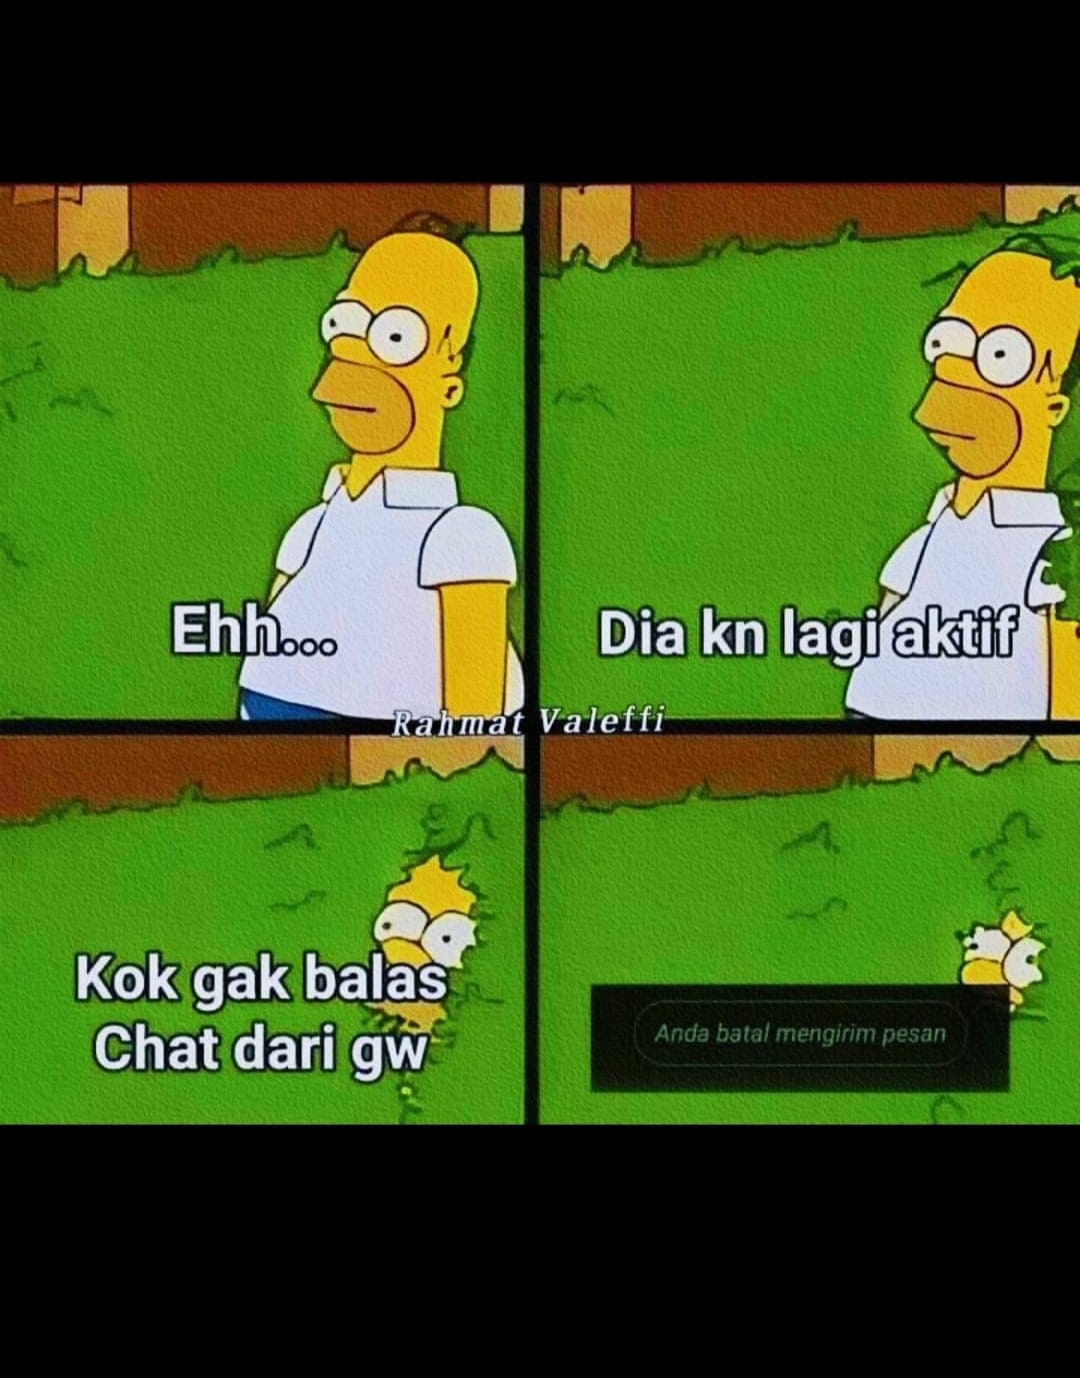 Ehh...
Dia kn lagi aktif
Rahmat Valeffi
Kok gak balas
Chat dari gw
Anda batal mengirim pesan